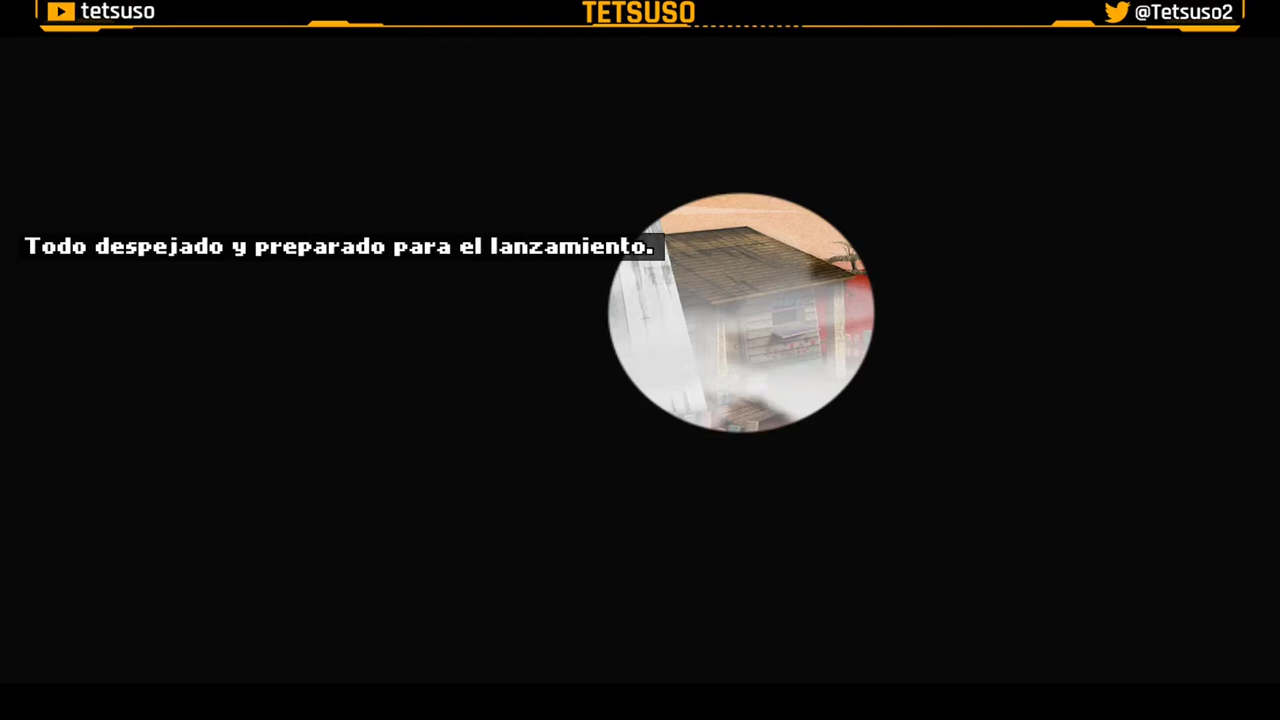 tetsuso
TETSUSO
@Tetsuso2
Todo despejado y preparado para el lanzamiento.